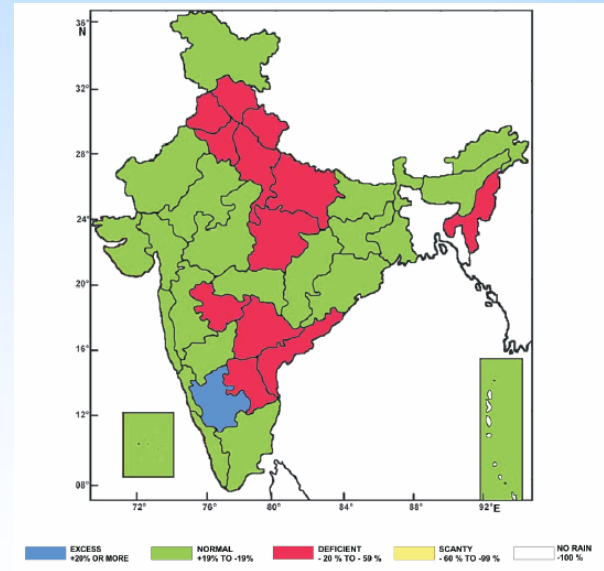 36°
N
32°
28°
24°
20°
16°
12°
08°
72° 76° 80° 84° 88° 92°E
EXCESS
+20% OR MORE
NORMAL
+19% TO -19%
DEFICIENT
- 20 % TO - 59 %
SCANTY
- 60 % TO -99 %
NO RAIN
-100 %